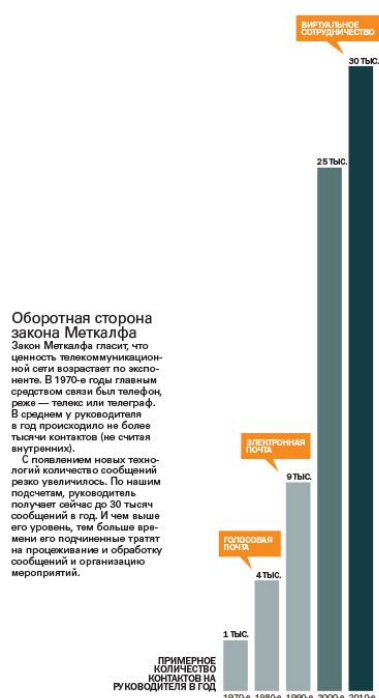 ВИРТУАЛЬНОЕ
СОТРУДНИЧЕСТВО
30 ТЫС.
25 ТЫС.
Оборотная сторона
закона Меткалфа
Закон Меткалфа гласит, что
ценность телекоммуникацион-
ной сети возрастает по экспо-
ненте. В 1970-е годы главным
средством связи был телефон,
реже — телекс или телеграф.
В среднем у руководителя
в год происходило не более
тысячи контактов (не считая
внутренних).
С появлением новых техно-
логий количество сообщений
резко увеличилось. По нашим
подсчетам, руководитель
получает сейчас до 30 тысяч
сообщений в год. И чем выше
его уровень, тем больше вре-
мени его подчиненные тратят
на процеживание и обработку
сообщений и организацию
мероприятий.
ЭЛЕКТРОННАЯ
ПОЧТА
9 ТЫС.
ГОЛОСОВАЯ
ПОЧТА
4 ТЫС.
1 ТЫС.
ПРИМЕРНОЕ
КОЛИЧЕСТВО
КОНТАКТОВ НА
РУКОВОДИТЕЛЯ В ГОД
1970-е 1980-е 1990-е 2000-е 2010-е